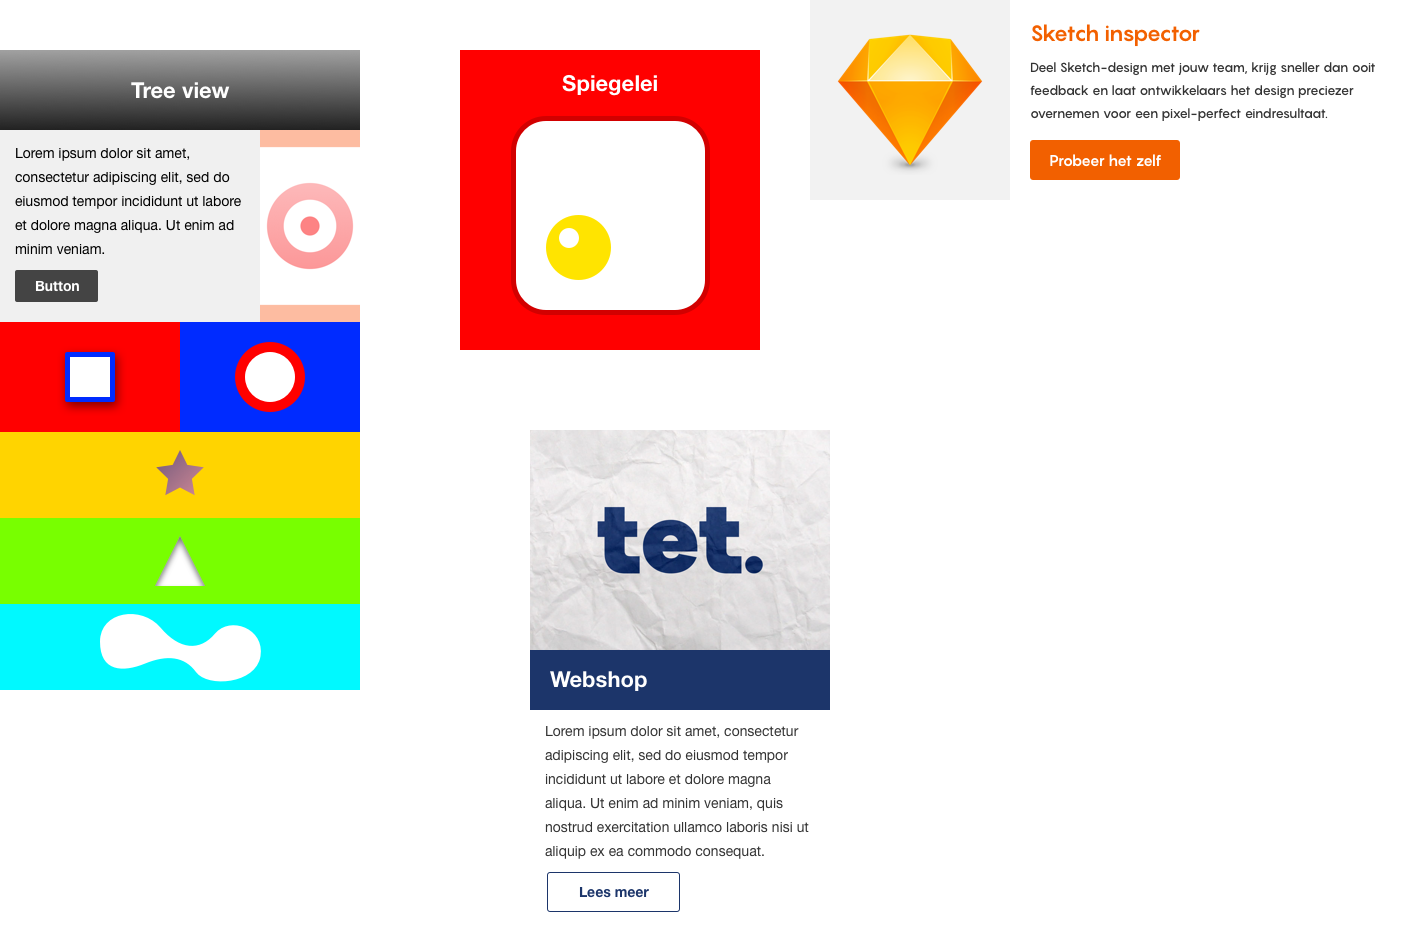 Tree view
Lorem ipsum dolor sit amet,
consectetur adipiscing elit, sed do
eiusmod tempor incididunt ut labore
et dolore magna aliqua. Ut enim ad
minim veniam.
Button
Spiegelei
Sketch inspector
Deel Sketch-design met jouw team, krijg sneller dan ooit
feedback en laat ontwikkelaars het design preciezer
overnemen voor een pixel-perfect eindresultaat.
Probeer het zelf
tet.
Webshop
Lorem ipsum dolor sit amet, consectetur
adipiscing elit, sed do eiusmod tempor
incididunt ut labore et dolore magna
aliqua. Ut enim ad minim veniam, quis
nostrud exercitation ullamco laboris nisi ut
aliquip ex ea commodo consequat.
Lees meer